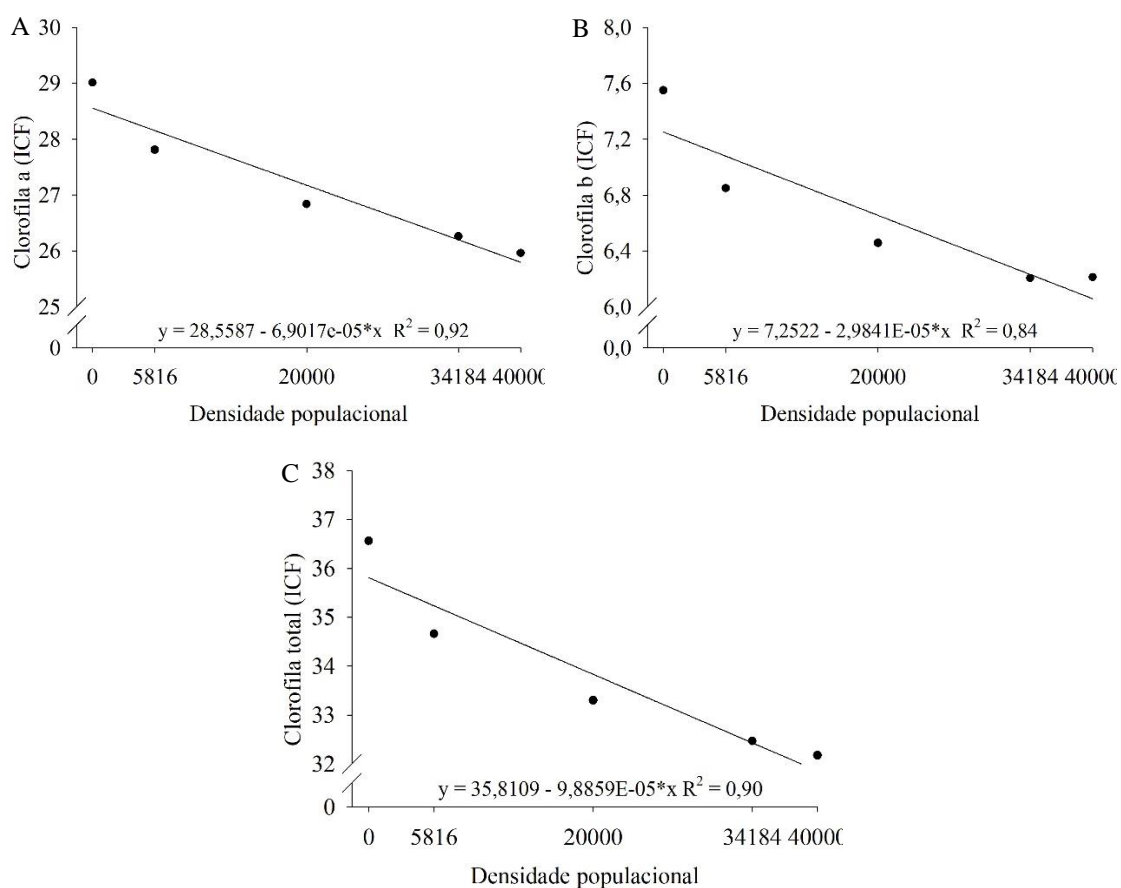 A
30
29
28
27
26
25
0
Clorofila a (ICF)
y = 28,5587 - 6,9017e-05*x R² = 0,92
0 5816 20000 34184 40000
Densidade populacional
B
8,0
7,6
7,2
6,8
6,4
6,0
0,0
Clorofila b (ICF)
y = 7,2522 - 2,9841E-05*x R² = 0,84
0 5816 20000 34184 40000
Densidade populacional
C
38
37
36
35
34
33
32
0
Clorofila total (ICF)
y = 35,8109 - 9,8859E-05*x R² = 0,90
0 5816 20000 34184 40000
Densidade populacional